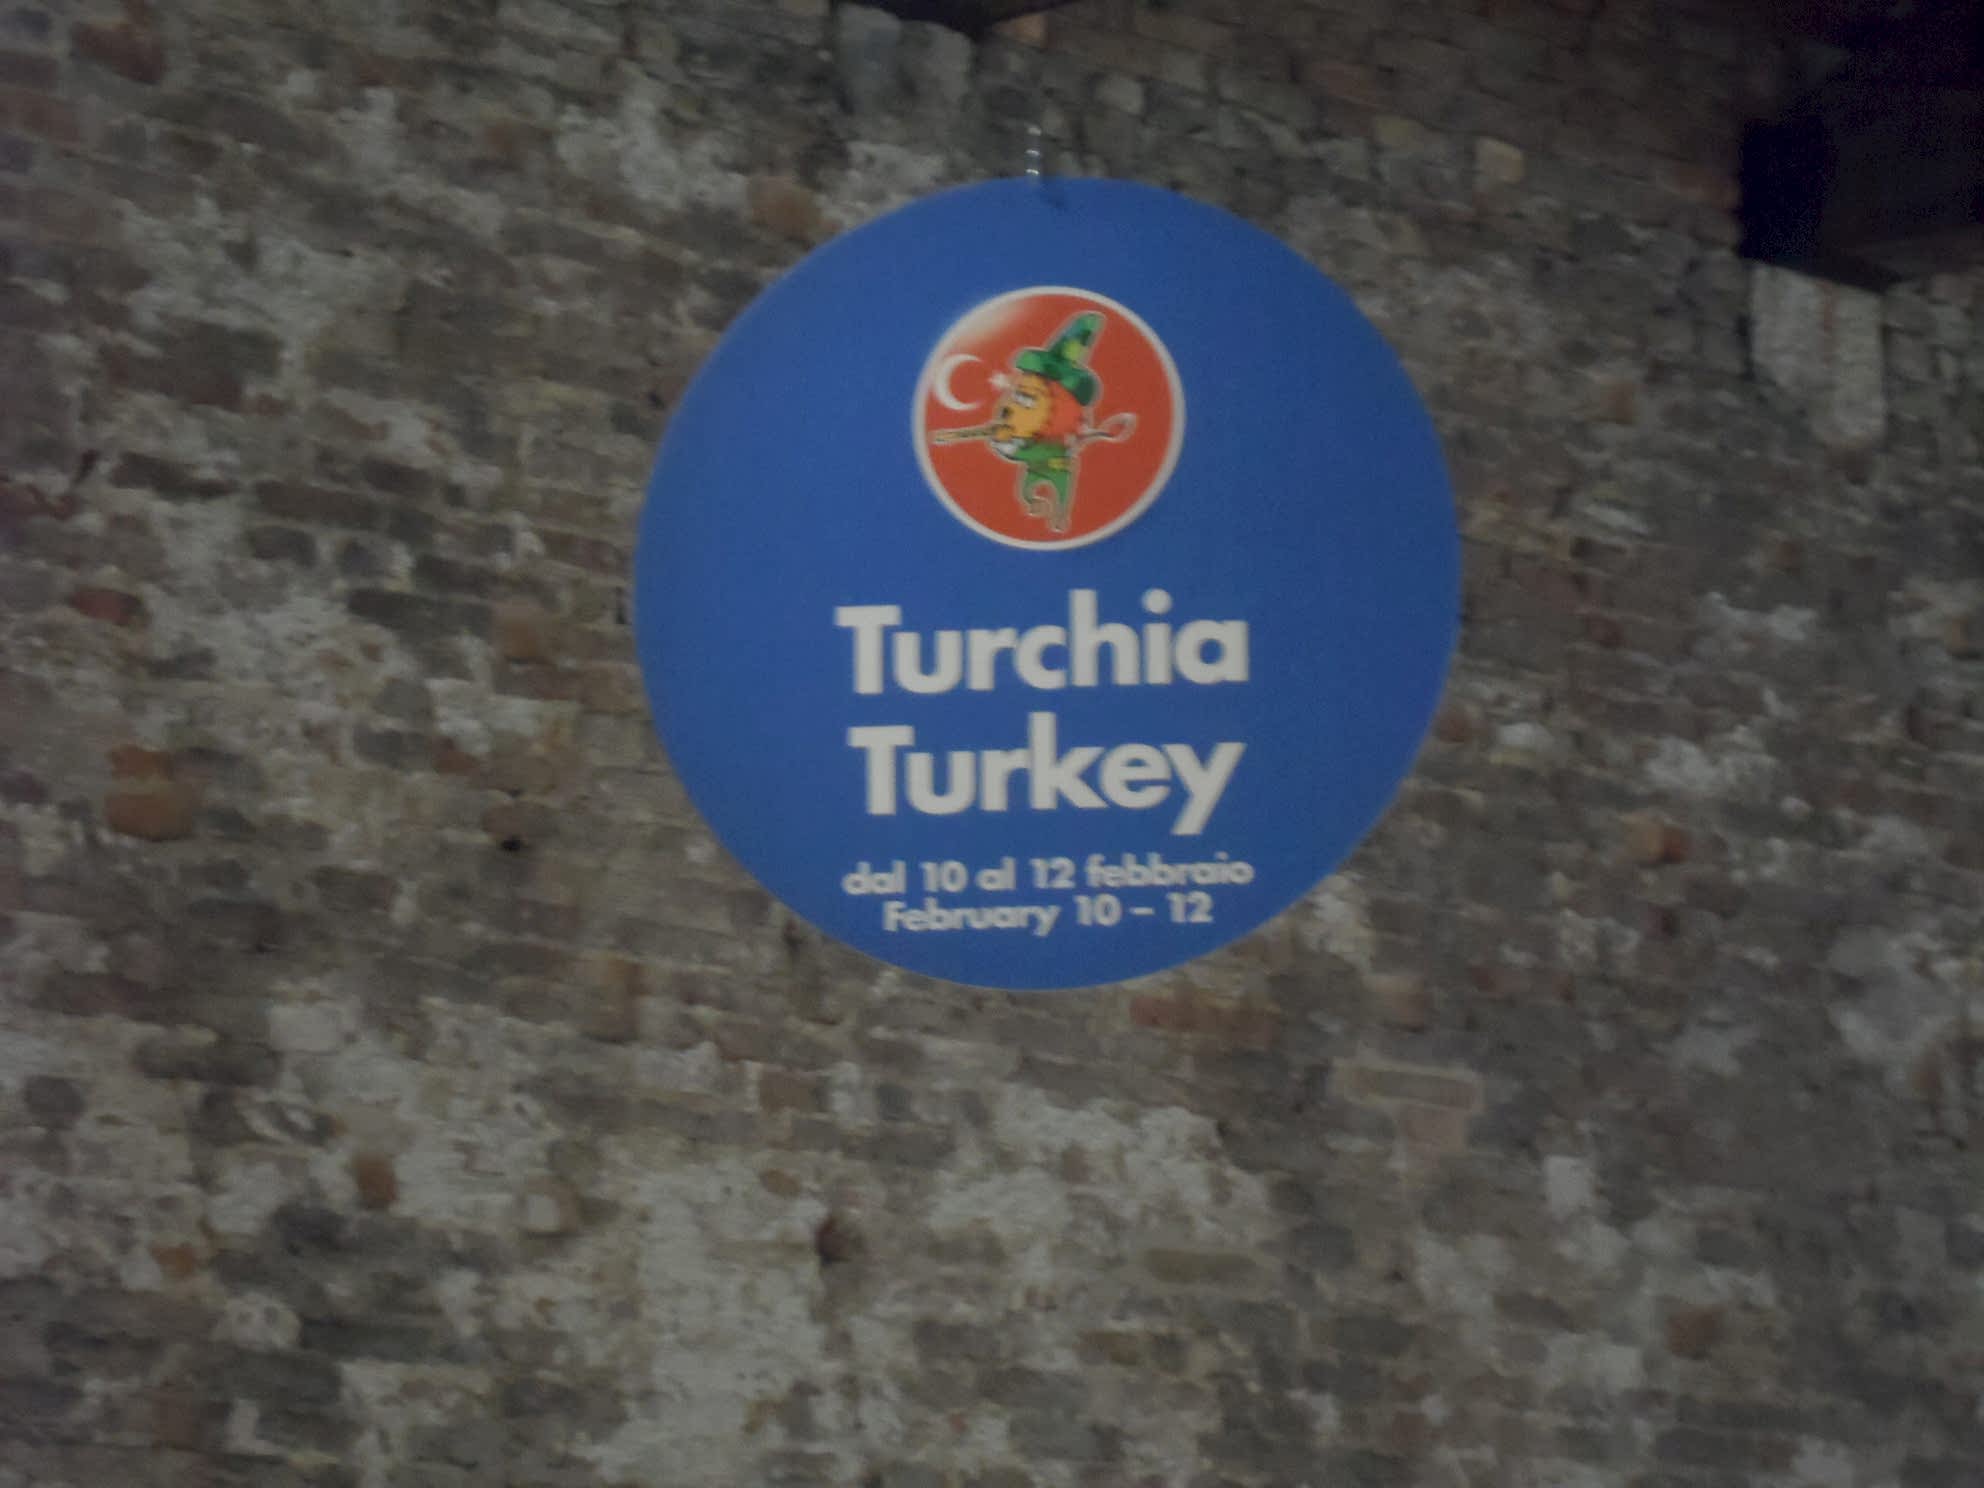 Turchia
Turkey
dal 10 al 12 febbraio
February 10 – 12